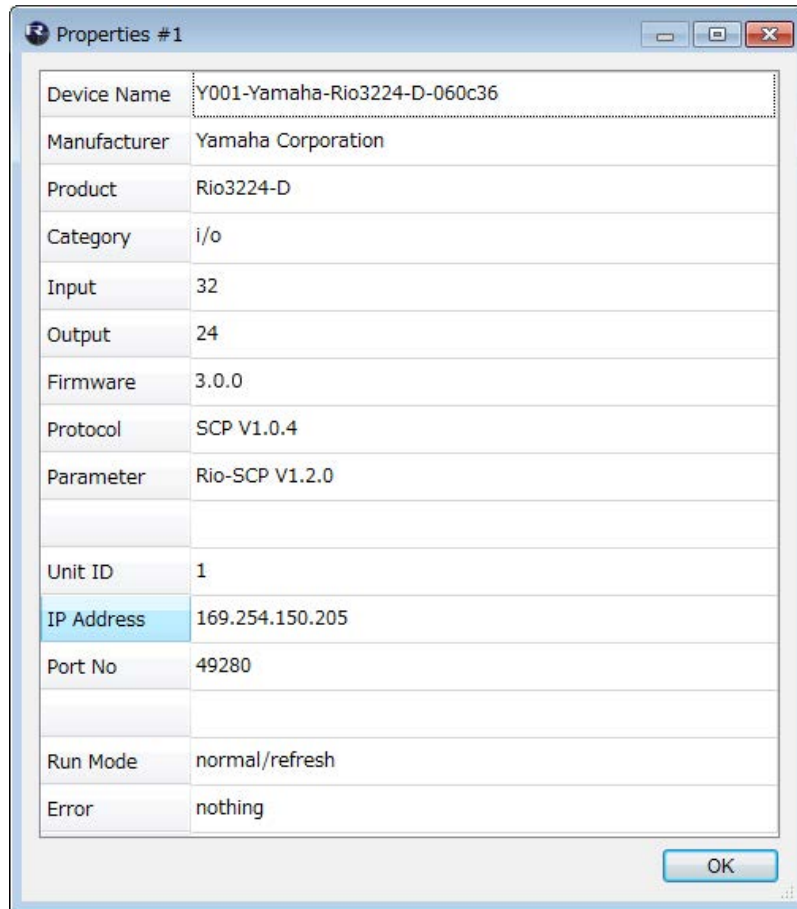 Properties #1
Device Name Y001-Yamaha-Rio3224-D-060c36
Manufacturer Yamaha Corporation
Product Rio3224-D
Category i/o
Input 32
Output 24
Firmware 3.0.0
Protocol SCP V1.0.4
Parameter Rio-SCP V1.2.0
Unit ID 1
IP Address 169.254.150.205
Port No 49280
Run Mode normal/refresh
Error nothing
OK